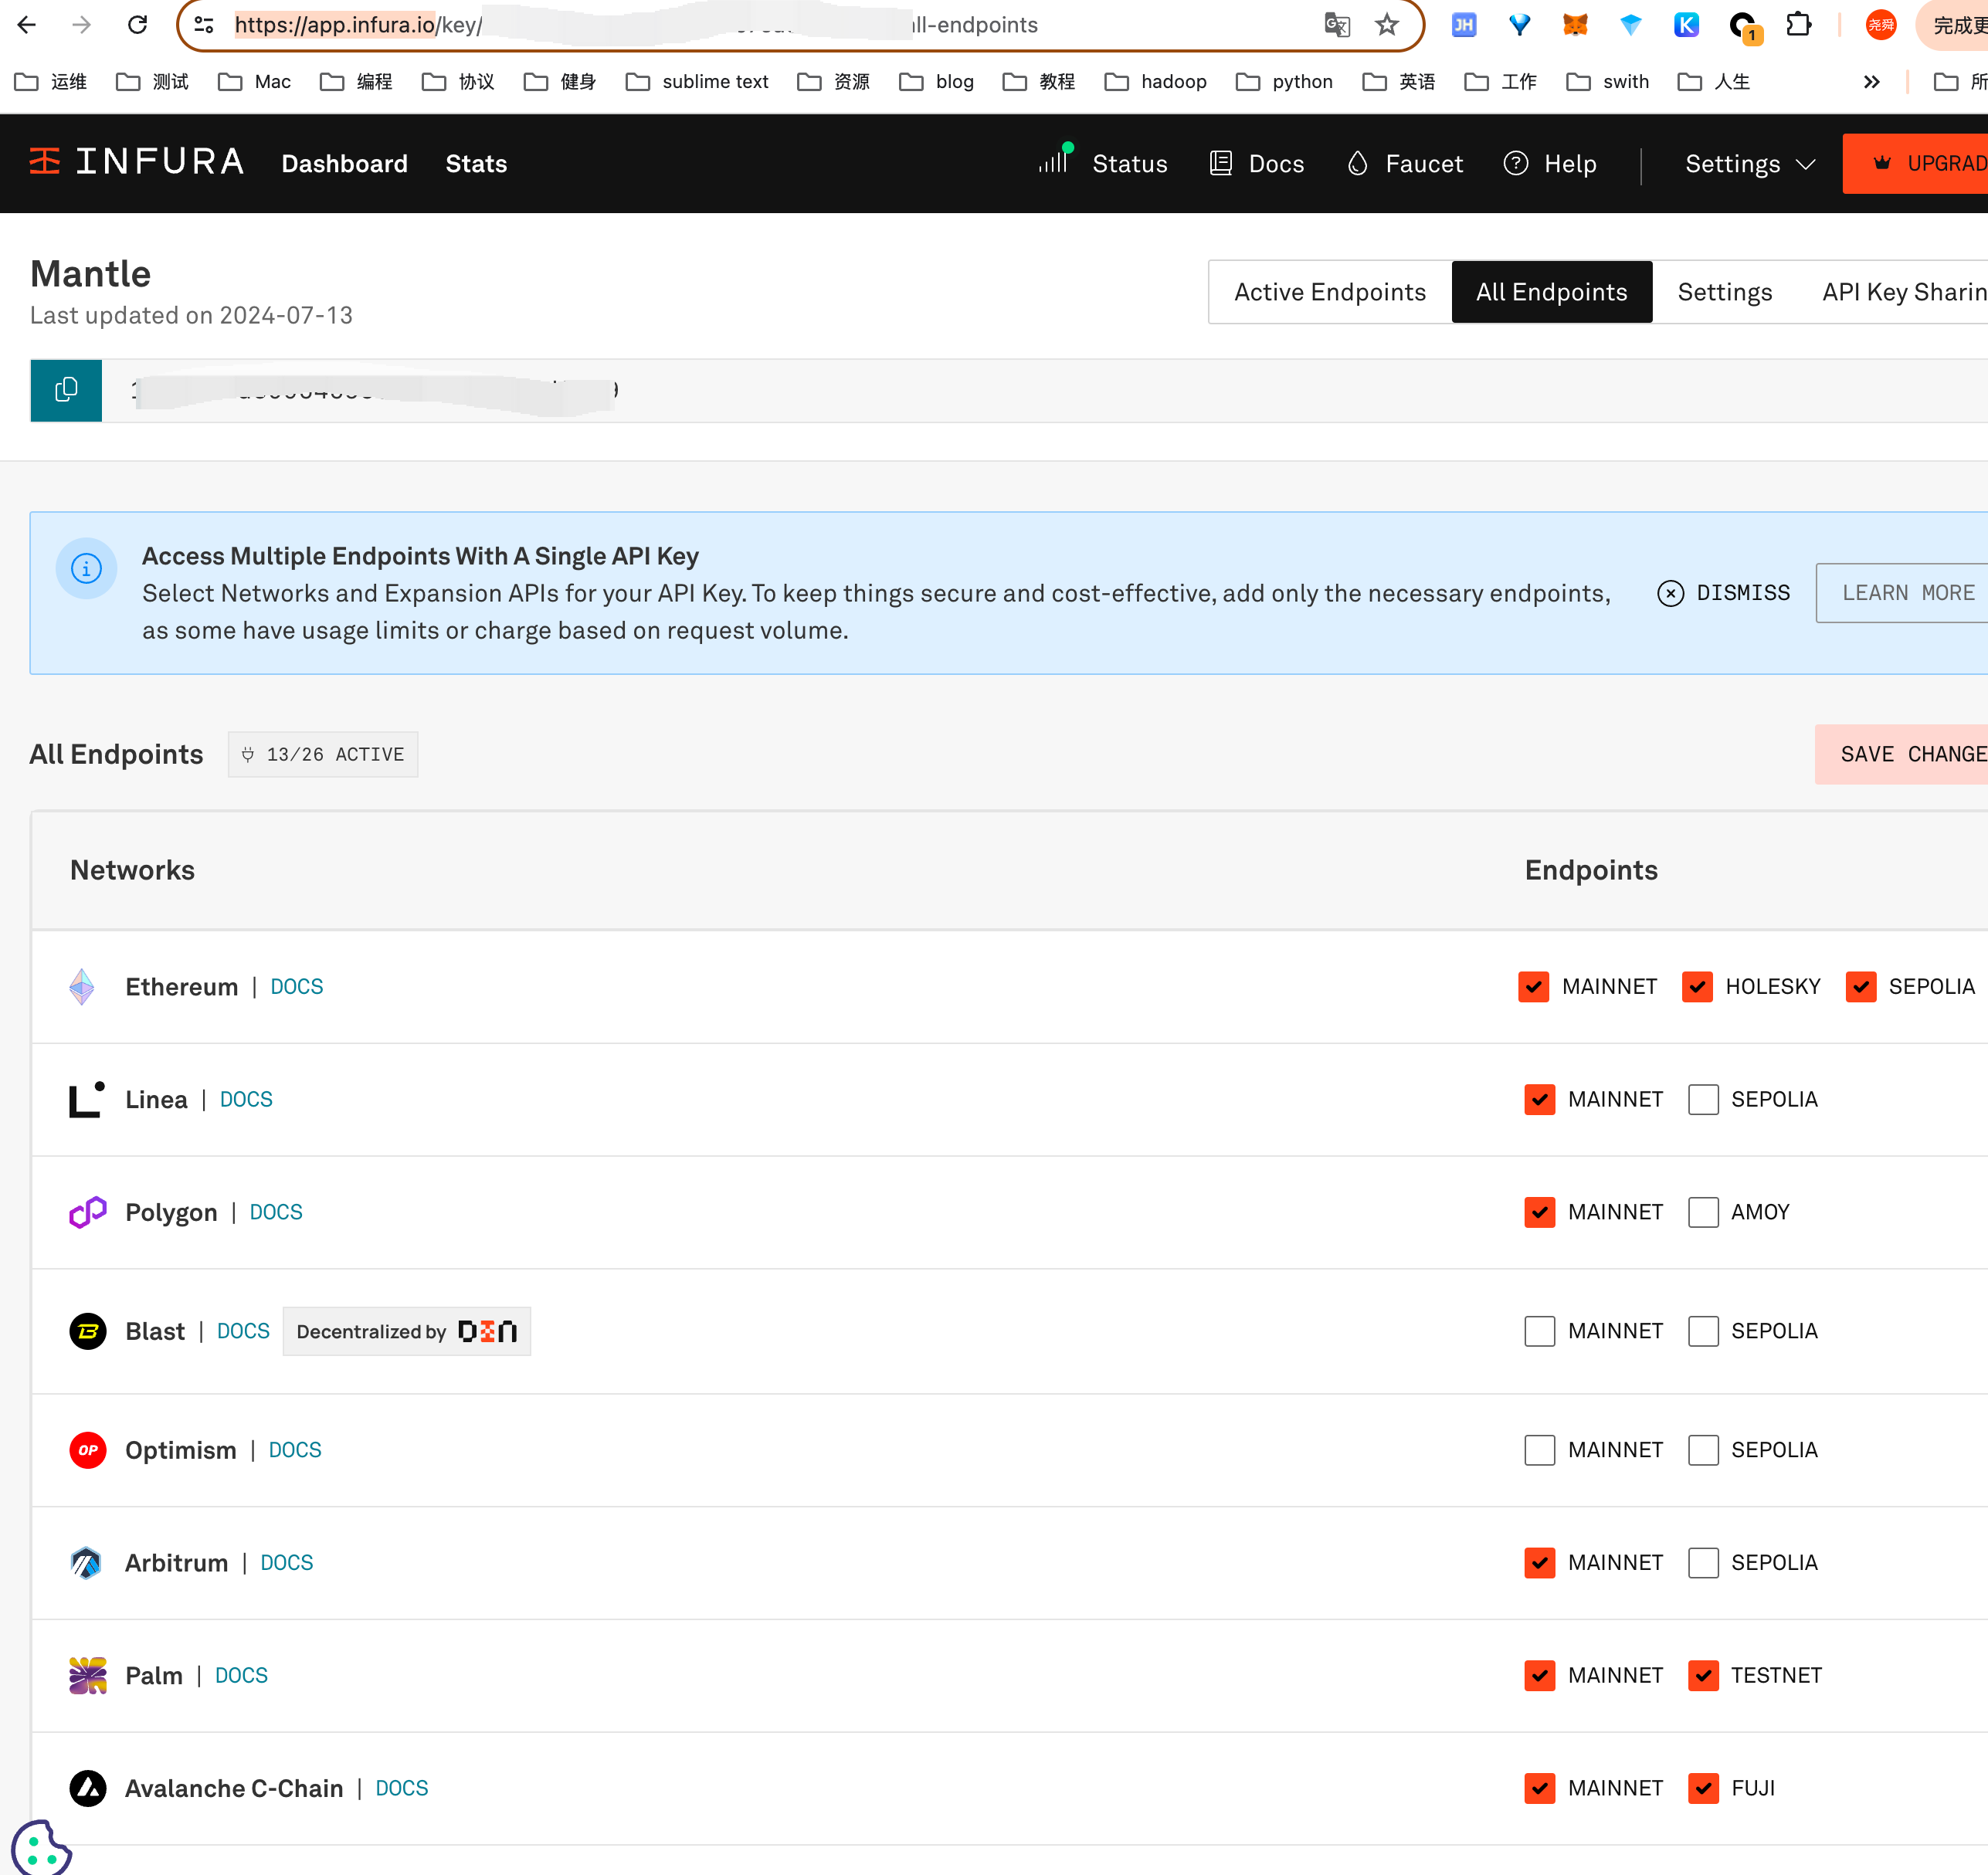 https://app.infura.io/key/
ll-endpoints
JH
K
1
尧舜
完成更
运维
测试
Mac
编程
协议
健身
sublime text
资源
blog
教程
hadoop
python
英语
工作
swith
人生
INFURA
Dashboard
Stats
Status
Docs
Faucet
Help
Settings
UPGRAD
Mantle
Last updated on 2024-07-13
Active Endpoints
All Endpoints
Settings
API Key Sharin
Access Multiple Endpoints With A Single API Key
Select Networks and Expansion APIs for your API Key. To keep things secure and cost-effective, add only the necessary endpoints,
as some have usage limits or charge based on request volume.
DISMISS
LEARN MORE
All Endpoints
13/26 ACTIVE
SAVE CHANGE
Networks
Endpoints
Ethereum | DOCS
MAINNET
HOLESKY
SEPOLIA
Linea | DOCS
MAINNET
SEPOLIA
Polygon | DOCS
MAINNET
AMOY
Blast | DOCS
Decentralized by DIN
MAINNET
SEPOLIA
OP
Optimism | DOCS
MAINNET
SEPOLIA
Arbitrum | DOCS
MAINNET
SEPOLIA
Palm | DOCS
MAINNET
TESTNET
Avalanche C-Chain | DOCS
MAINNET
FUJI